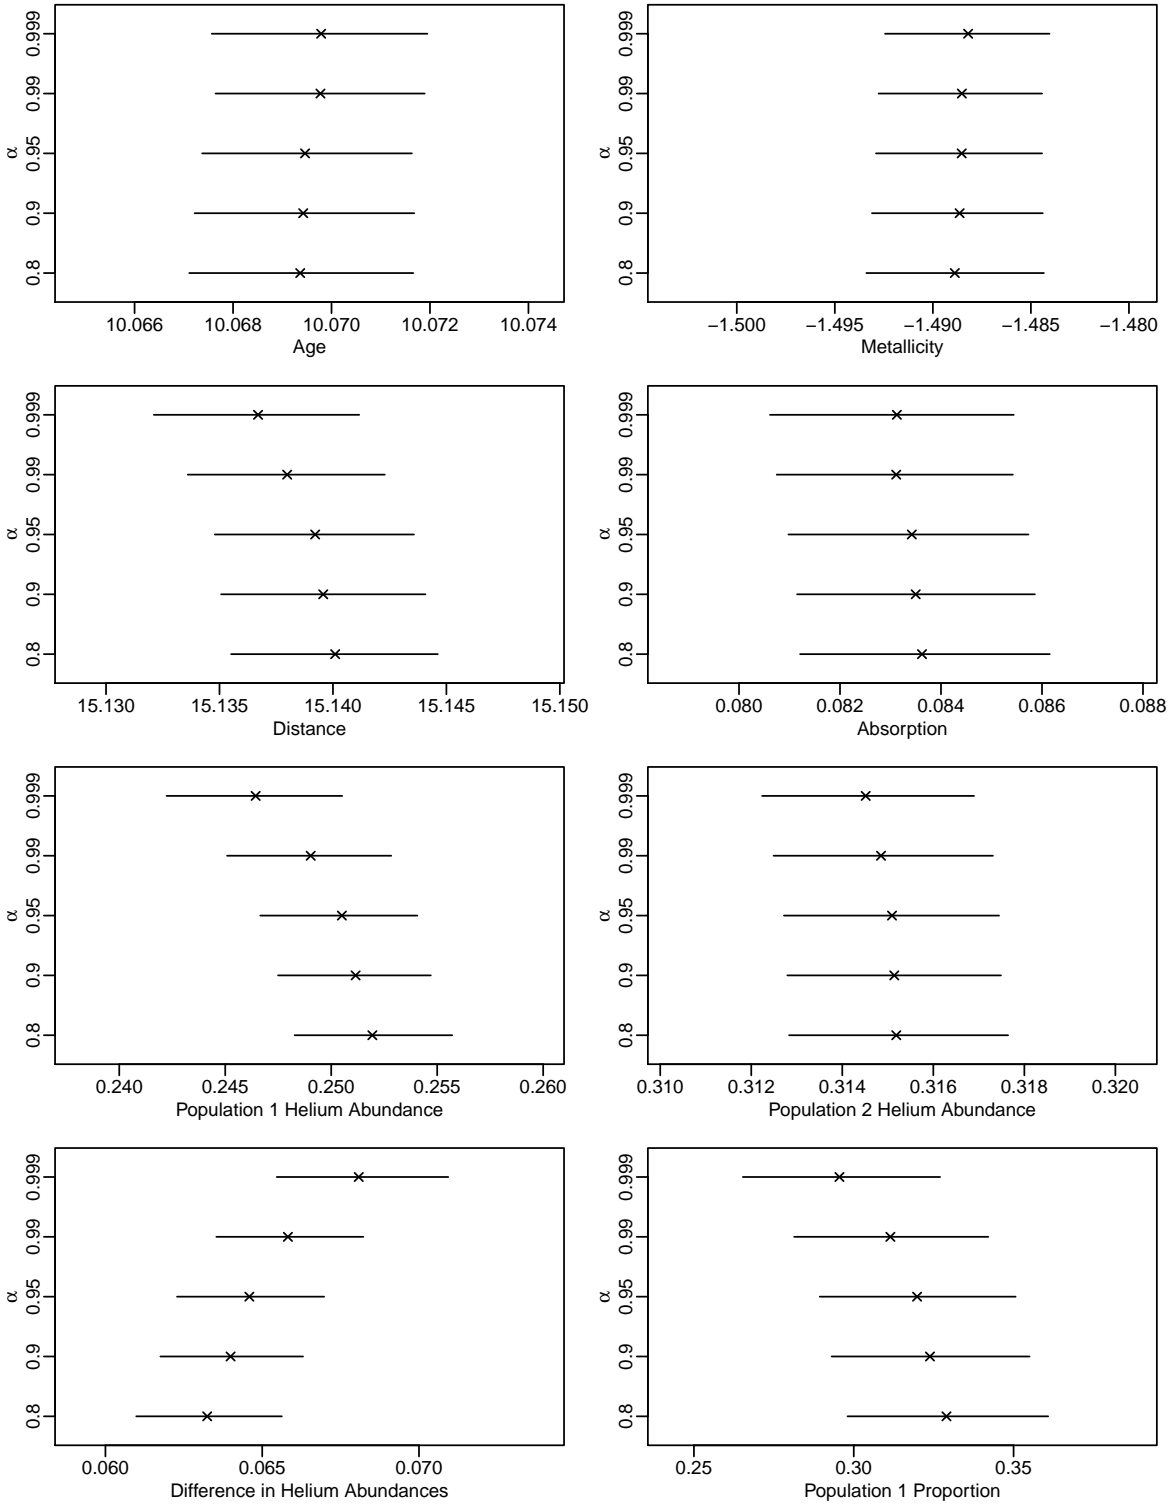 0.999
0.99
0.95
0.9
0.8
α
10.066 10.068 10.070 10.072 10.074
Age
0.999
0.99
0.95
0.9
0.8
α
−1.500 −1.495 −1.490 −1.485 −1.480
Metallicity
0.999
0.99
0.95
0.9
0.8
α
15.130 15.135 15.140 15.145 15.150
Distance
0.999
0.99
0.95
0.9
0.8
α
0.080 0.082 0.084 0.086 0.088
Absorption
0.999
0.99
0.95
0.9
0.8
α
0.240 0.245 0.250 0.255 0.260
Population 1 Helium Abundance
0.999
0.99
0.95
0.9
0.8
α
0.310 0.312 0.314 0.316 0.318 0.320
Population 2 Helium Abundance
0.999
0.99
0.95
0.9
0.8
α
0.060 0.065 0.070
Difference in Helium Abundances
0.999
0.99
0.95
0.9
0.8
α
0.25 0.30 0.35
Population 1 Proportion